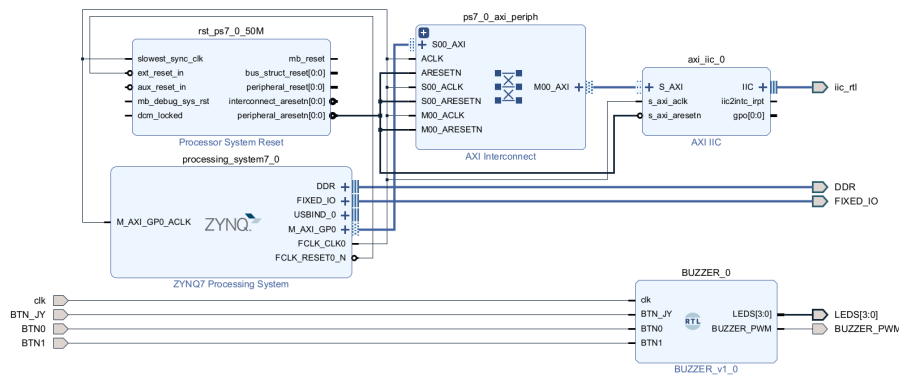 rst_ps7_0_50M
slowest_sync_clk
ext_reset_in
aux_reset_in
mb_debug_sys_rst
dcm_locked
mb_reset
bus_struct_reset[0:0]
peripheral_reset[0:0]
interconnect_aresetn[0:0]
peripheral_aresetn[0:0]
Processor System Reset
ps7_0_axi_periph
S00_AXI
ACLK
ARESETN
S00_ACLK
S00_ARESETN
M00_ACLK
M00_ARESETN
M00_AXI
AXI Interconnect
axi_iic_0
S_AXI
s_axi_aclk
s_axi_aresetn
IIC
iic2intc_irpt
gpo[0:0]
AXI IIC
iic_rtl
processing_system7_0
M_AXI_GP0_ACLK
ZYNQ
DDR
FIXED_IO
USBIND_0
M_AXI_GP0
FCLK_CLK0
FCLK_RESET0_N
ZYNQ7 Processing System
DDR
FIXED_IO
clk
BTN_JY
BTN0
BTN1
BUZZER_0
clk
BTN_JY
BTN0
BTN1
RTL
LEDS[3:0]
BUZZER_PWM
BUZZER_v1_0
LEDS[3:0]
BUZZER_PWM